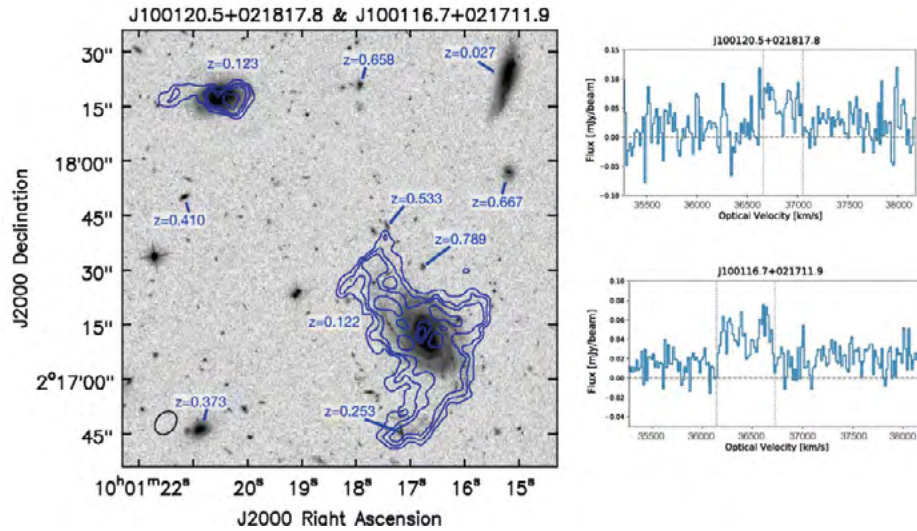 J100120.5+021817.8 & J100116.7+021711.9
30"
15"
18'00"
45"
30"
15"
2°17'00"
45"
J2000 Declination
z=0.123
z=0.658
z=0.027
z=0.410
z=0.667
z=0.533
z=0.789
z=0.122
z=0.373
z=0.253
10ʰ01ᵐ22ˢ 20ˢ 19ˢ 18ˢ 17ˢ 16ˢ 15ˢ
J2000 Right Ascension
J100120.5+021817.8
Flux [mJy/beam]
0.15
0.10
0.05
0.00
−0.05
−0.10
35500 36000 36500 37000 37500 38000
Optical Velocity [km/s]
J100116.7+021711.9
Flux [mJy/beam]
0.10
0.08
0.06
0.04
0.02
0.00
−0.02
−0.04
35500 36000 36500 37000 37500 38000
Optical Velocity [km/s]